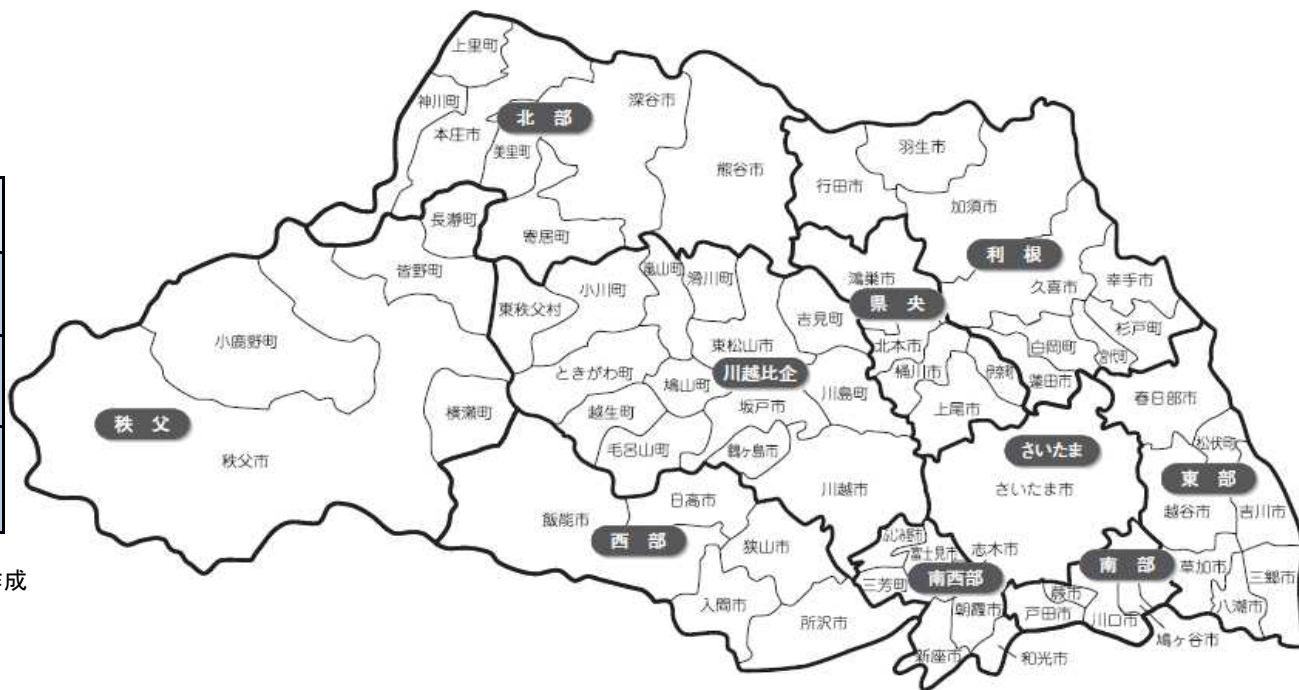 上里町
神川町
本庄市
北 部
美里町
深谷市
熊谷市
寄居町
長瀞町
皆野町
小鹿野町
秩 父
秩父市
横瀬町
東秩父村
小川町
嵐山町
滑川町
吉見町
ときがわ町
東松山市
川越比企
鳩山町
川島町
越生町
坂戸市
毛呂山町
鶴ヶ島市
川越市
行田市
羽生市
加須市
利 根
久喜市
幸手市
杉戸町
宮代町
白岡町
蓮田市
鴻巣市
県 央
北本市
桶川市
伊奈町
上尾市
さいたま
さいたま市
春日部市
松伏町
東 部
越谷市
吉川市
草加市
三郷市
八潮市
飯能市
日高市
西 部
狭山市
入間市
所沢市
ふじみ野市
富士見市
志木市
三芳町
南西部
朝霞市
新座市
和光市
南 部
蕨市
戸田市
川口市
鳩ヶ谷市
成